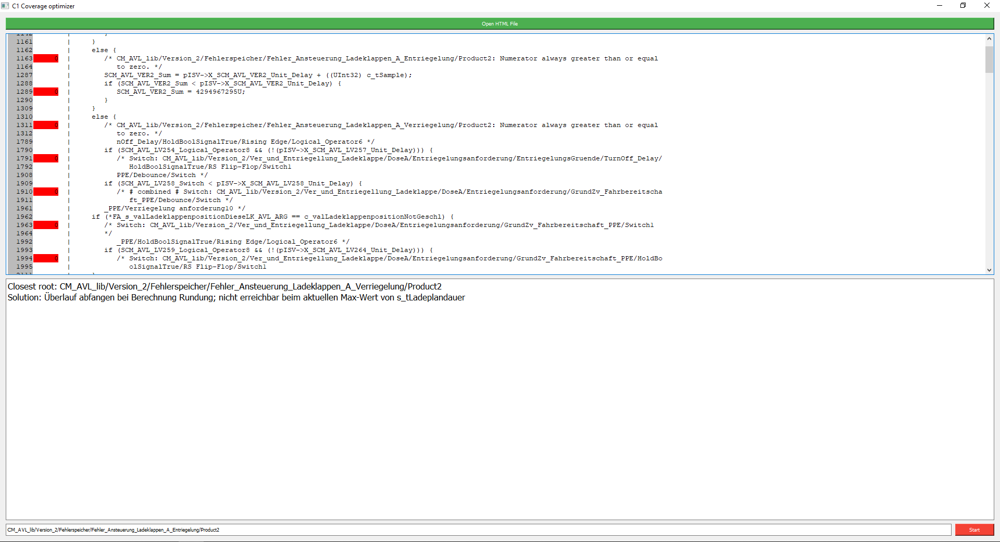 C1 Coverage optimizer
Open HTML File
1161 | }
1162 | else {
1163 0 | /* CM_AVL_lib/Version_2/Fehlerspeicher/Fehler_Ansteuerung_Ladeklappen_A_Entriegelung/Product2: Numerator always greater than or equal
1164 | to zero. */
1287 | SCM_AVL_VER2_Sum = pISV->X_SCM_AVL_VER2_Unit_Delay + ((UInt32) c_tSample);
1288 | if (SCM_AVL_VER2_Sum < pISV->X_SCM_AVL_VER2_Unit_Delay) {
1289 0 | SCM_AVL_VER2_Sum = 4294967295U;
1290 | }
1309 | }
1310 | else {
1311 0 | /* CM_AVL_lib/Version_2/Fehlerspeicher/Fehler_Ansteuerung_Ladeklappen_A_Verriegelung/Product2: Numerator always greater than or equal
1312 | to zero. */
1789 | nOff_Delay/HoldBoolSignalTrue/Rising Edge/Logical_Operator6 */
1790 | if (SCM_AVL_LV254_Logical_Operator8 && (!(pISV->X_SCM_AVL_LV257_Unit_Delay))) {
1791 0 | /* Switch: CM_AVL_lib/Version_2/Ver_und_Entriegellung_Ladeklappe/DoseA/Entriegelungsanforderung/EntriegelungsGruende/TurnOff_Delay/
1792 | HoldBoolSignalTrue/RS Flip-Flop/Switch1
1908 | PPE/Debounce/Switch */
1909 | if (SCM_AVL_LV258_Switch < pISV->X_SCM_AVL_LV258_Unit_Delay) {
1910 0 | /* # combined # Switch: CM_AVL_lib/Version_2/Ver_und_Entriegellung_Ladeklappe/DoseA/Entriegelungsanforderung/GrundZv_Fahrbereitscha
1911 | ft_PPE/Debounce/Switch */
1961 | _PPE/Verriegelung anforderung10 */
1962 | if (*FA_s_valLadeklappenpositionDieseLK_AVL_ARG == c_valLadeklappenpositionNotGeschl) {
1963 0 | /* Switch: CM_AVL_lib/Version_2/Ver_und_Entriegellung_Ladeklappe/DoseA/Entriegelungsanforderung/GrundZv_Fahrbereitschaft_PPE/Switch1
1964 | */
1992 | _PPE/HoldBoolSignalTrue/Rising Edge/Logical_Operator6 */
1993 | if (SCM_AVL_LV259_Logical_Operator8 && (!(pISV->X_SCM_AVL_LV264_Unit_Delay))) {
1994 0 | /* Switch: CM_AVL_lib/Version_2/Ver_und_Entriegellung_Ladeklappe/DoseA/Entriegelungsanforderung/GrundZv_Fahrbereitschaft_PPE/HoldBo
1995 | olSignalTrue/RS Flip-Flop/Switch1
Closest root: CM_AVL_lib/Version_2/Fehlerspeicher/Fehler_Ansteuerung_Ladeklappen_A_Verriegelung/Product2
Solution: Überlauf abfangen bei Berechnung Rundung; nicht erreichbar beim aktuellen Max-Wert von s_tLadeplandauer
CM_AVL_lib/Version_2/Fehlerspeicher/Fehler_Ansteuerung_Ladeklappen_A_Entriegelung/Product2
Start